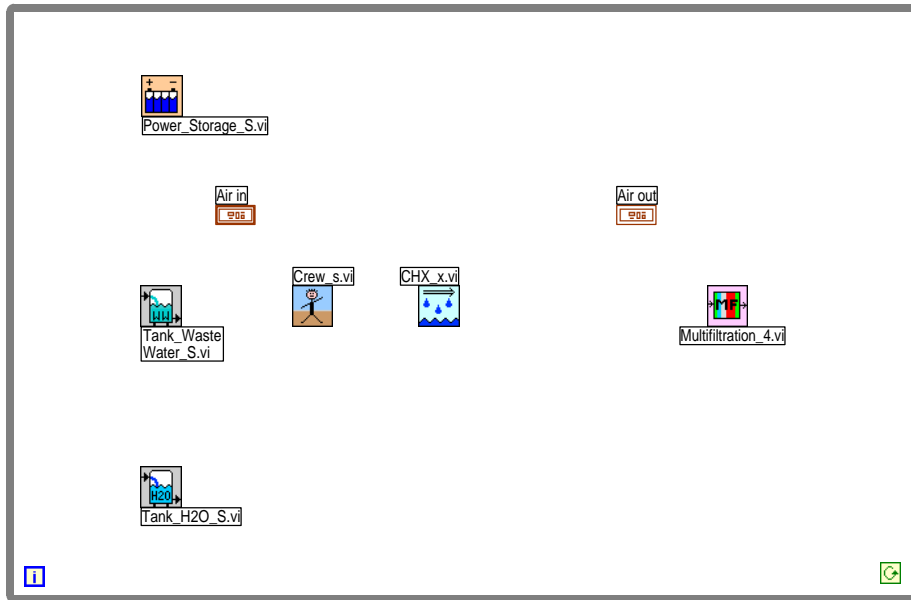 + -
Power_Storage_S.vi
Air in
Air out
Crew_s.vi
CHX_x.vi
WW
Tank_Waste
Water_S.vi
MF
Multifiltration_4.vi
H2O
Tank_H2O_S.vi
i